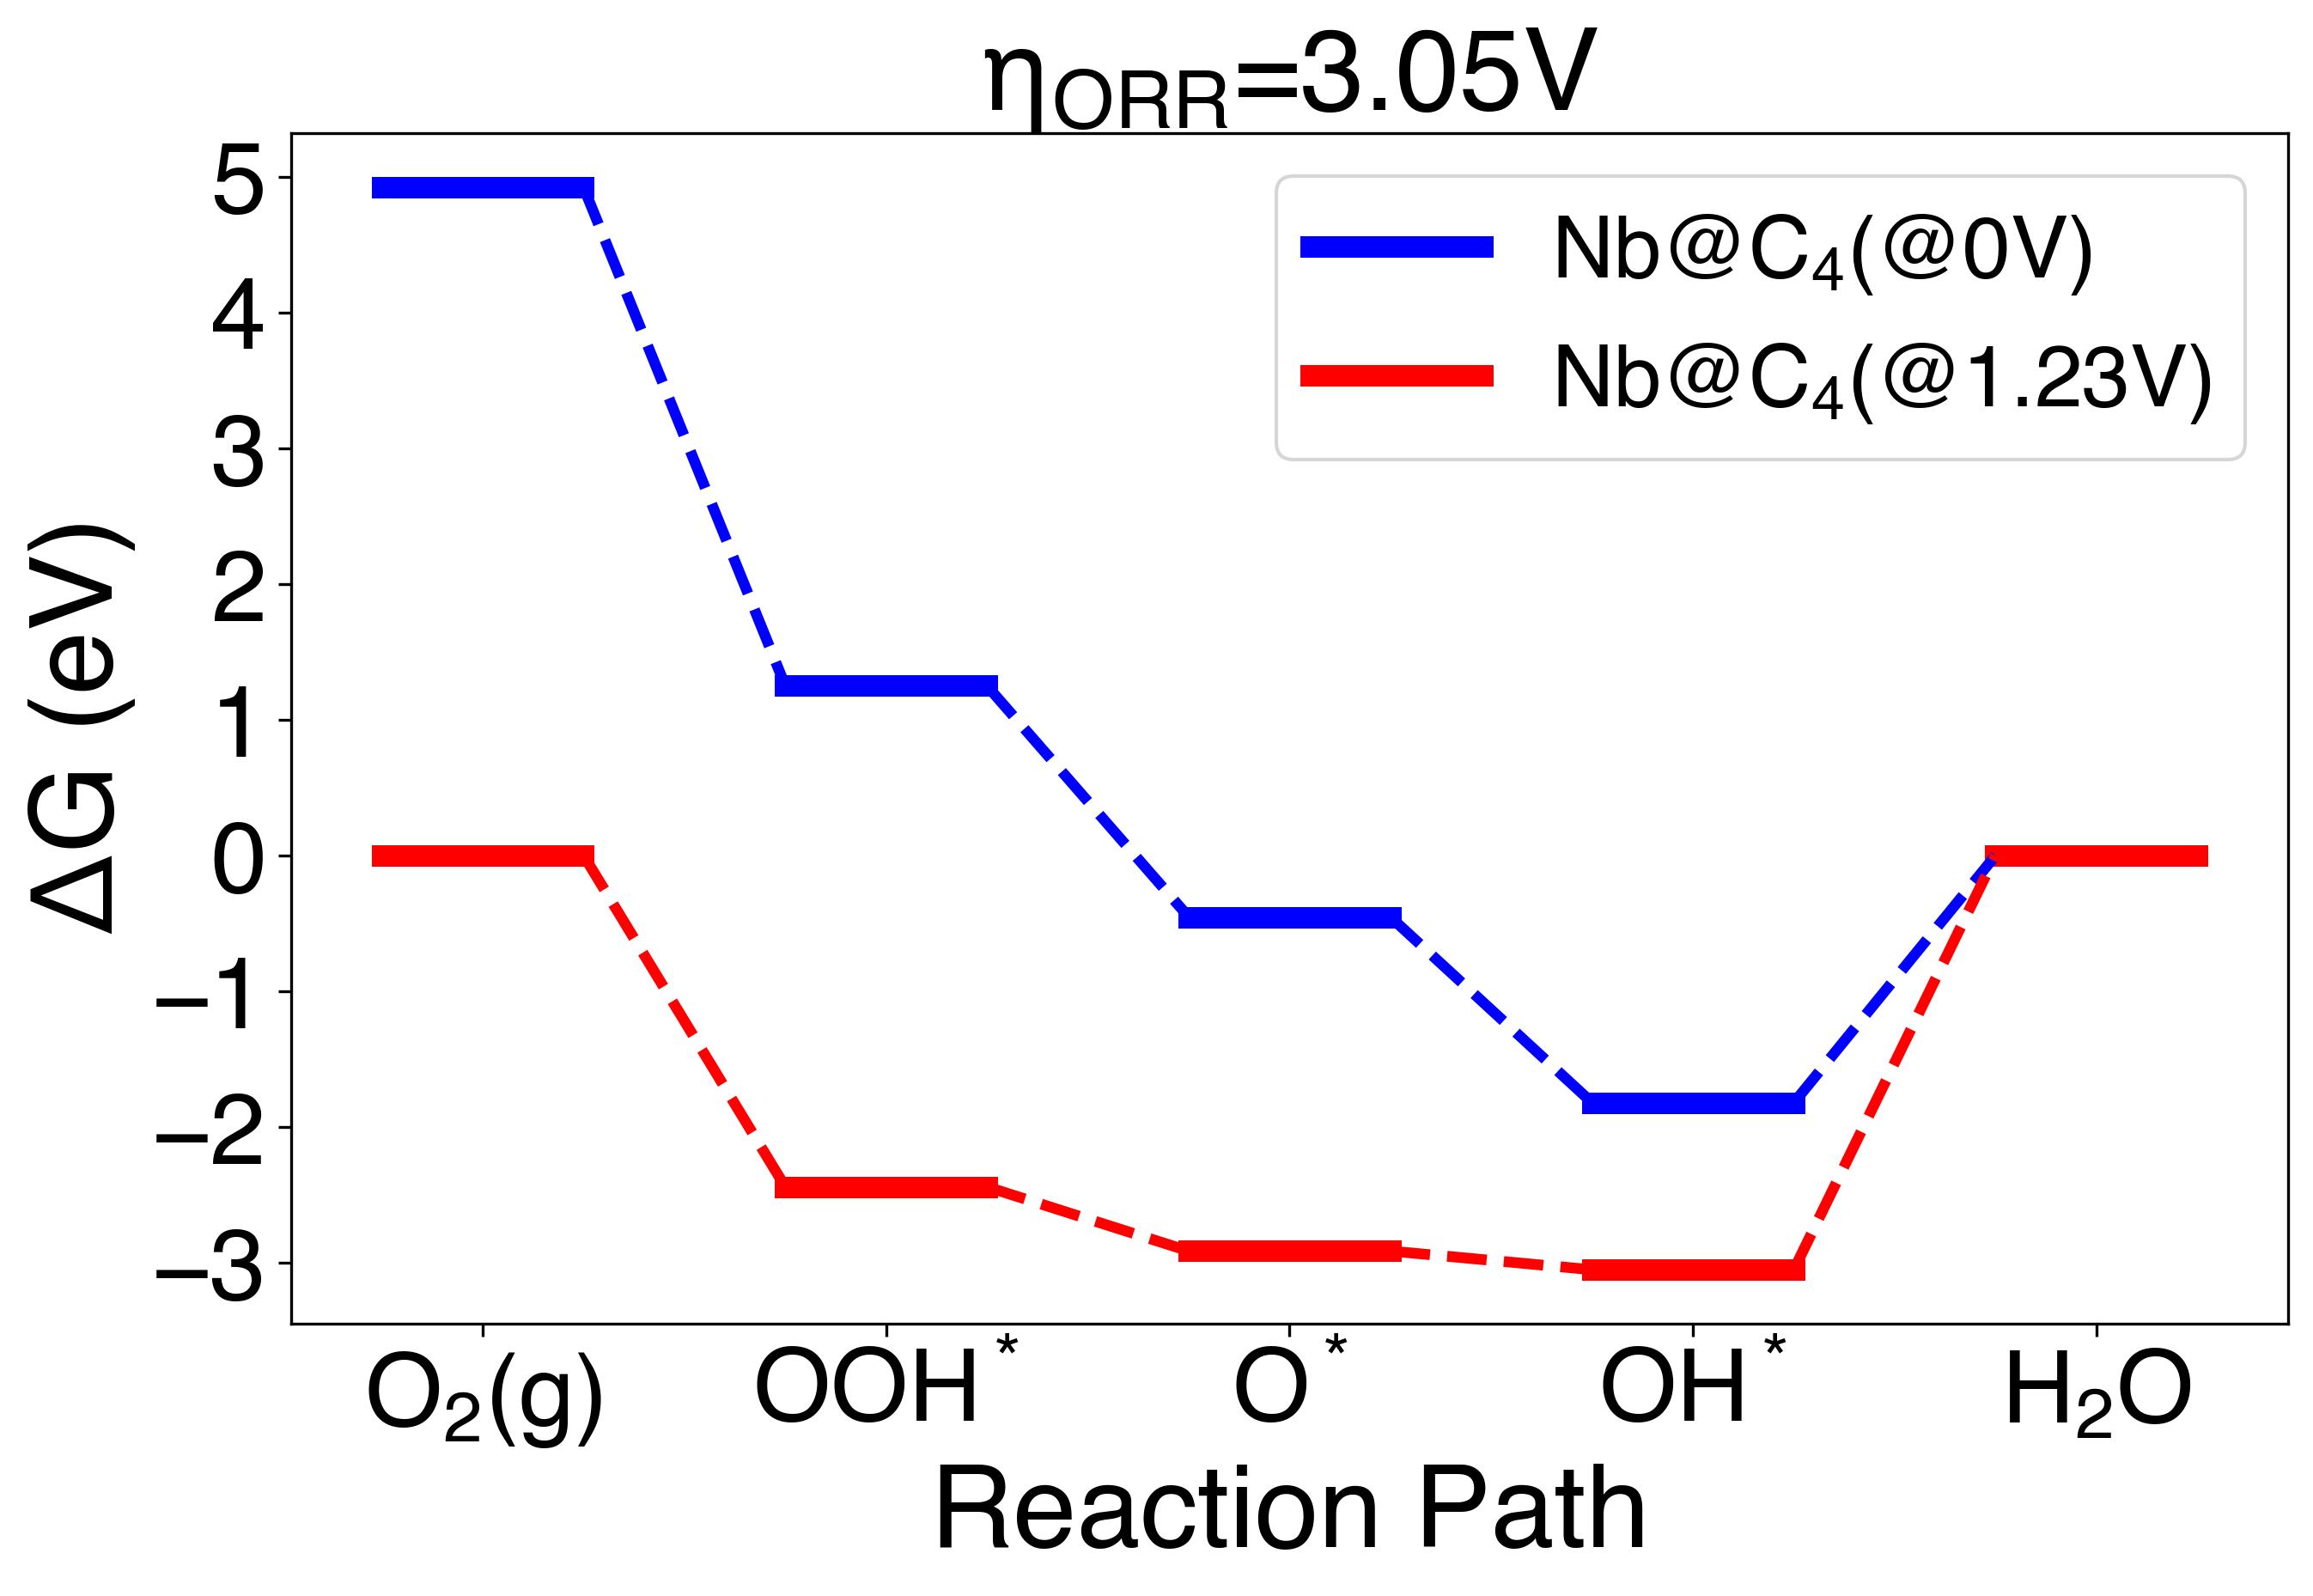 η_ORR=3.05V
Nb@C₄(@0V)
Nb@C₄(@1.23V)
ΔG (eV)
5
4
3
2
1
0
−1
−2
−3
O₂(g) OOH* O* OH* H₂O
Reaction Path